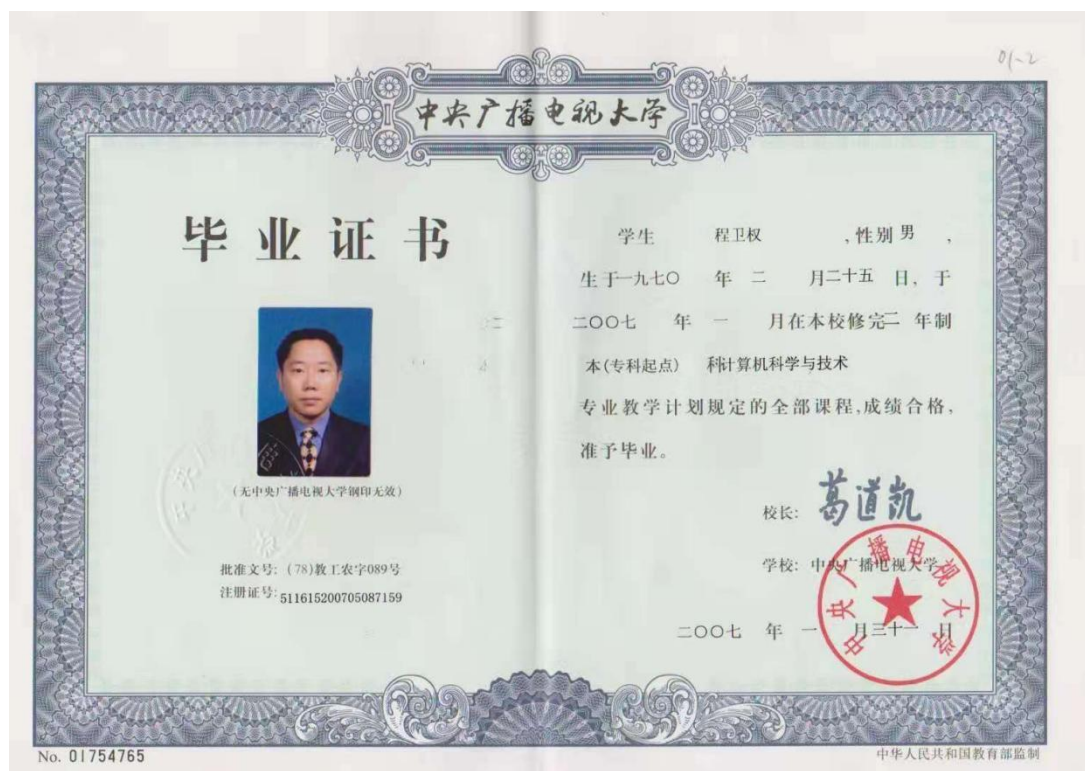 01-2
中央广播电视大学
毕业证书
(无中央广播电视大学钢印无效)
批准文号: (78)教工农字089号
注册证号: 511615200705087159
学生 程卫权 ,性别 男 ,
生于一九七〇 年 二 月二十五 日, 于
二〇〇七 年 一 月在本校修完二 年制
本(专科起点) 科计算机科学与技术
专业教学计划规定的全部课程,成绩合格,
准予毕业。
校长: 葛道凯
学校: 中央广播电视大学
中央广播电视大学
二〇〇七 年 一 月三十一 日
No. 01754765
中华人民共和国教育部监制